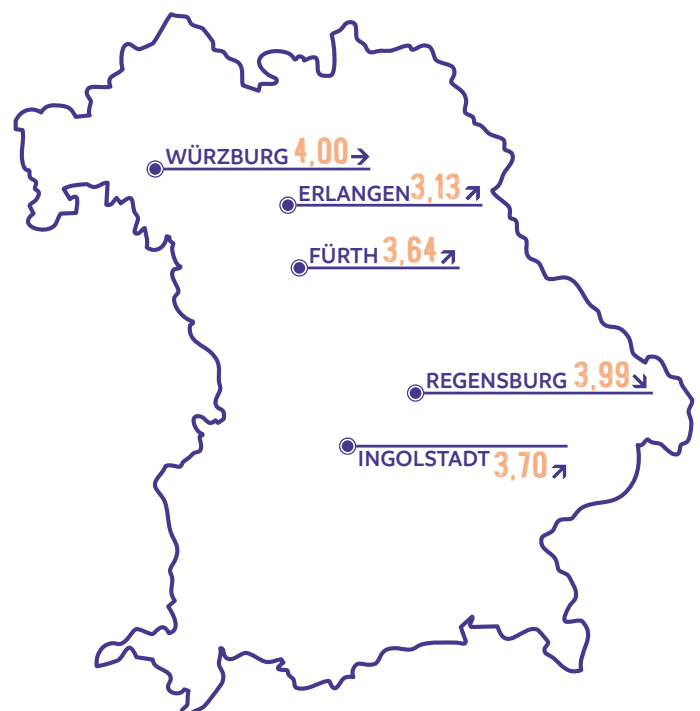 WÜRZBURG 4,00→
ERLANGEN 3,13↗
FÜRTH 3,64↗
REGENSBURG 3,99↘
INGOLSTADT 3,70↗